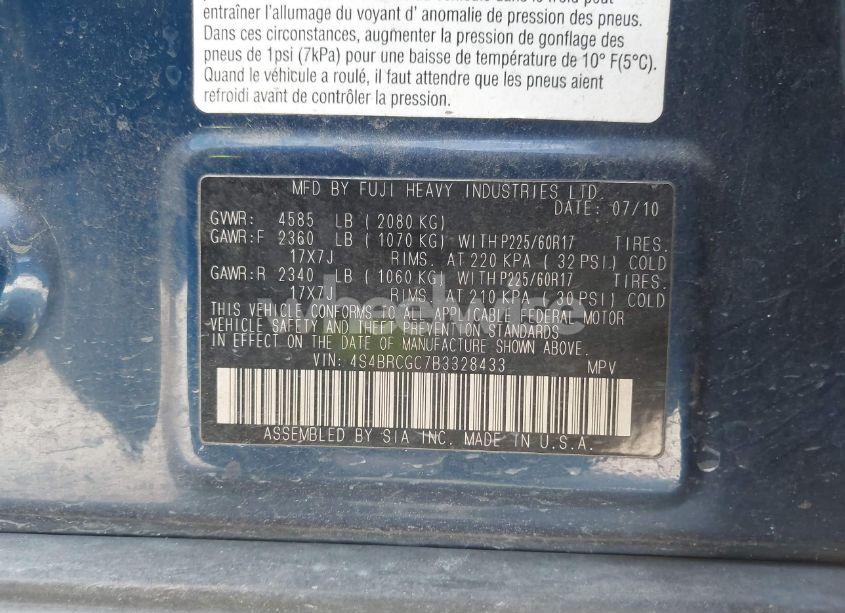 entraîner l'allumage du voyant d' anomalie de pression des pneus.
Dans ces circonstances, augmenter la pression de gonflage des
pneus de 1psi (7kPa) pour une baisse de température de 10° F(5°C).
Quand le véhicule a roulé, il faut attendre que les pneus aient
refroidi avant de contrôler la pression.
MFD BY FUJI HEAVY INDUSTRIES LTD.
DATE: 07/10
GVWR: 4585 LB ( 2080 KG)
GAWR:F 2360 LB ( 1070 KG) WITH P225/60R17 TIRES.
17X7J RIMS. AT 220 KPA ( 32 PSI) COLD
GAWR:R 2340 LB ( 1060 KG) WITH P225/60R17 TIRES.
17X7J RIMS. AT 210 KPA ( 30 PSI) COLD
THIS VEHICLE CONFORMS TO ALL APPLICABLE FEDERAL MOTOR
VEHICLE SAFETY AND THEFT PREVENTION STANDARDS
IN EFFECT ON THE DATE OF MANUFACTURE SHOWN ABOVE.
VIN: 4S4BRCGC7B3328433 MPV
ASSEMBLED BY SIA INC. MADE IN U.S.A.
wheelwise